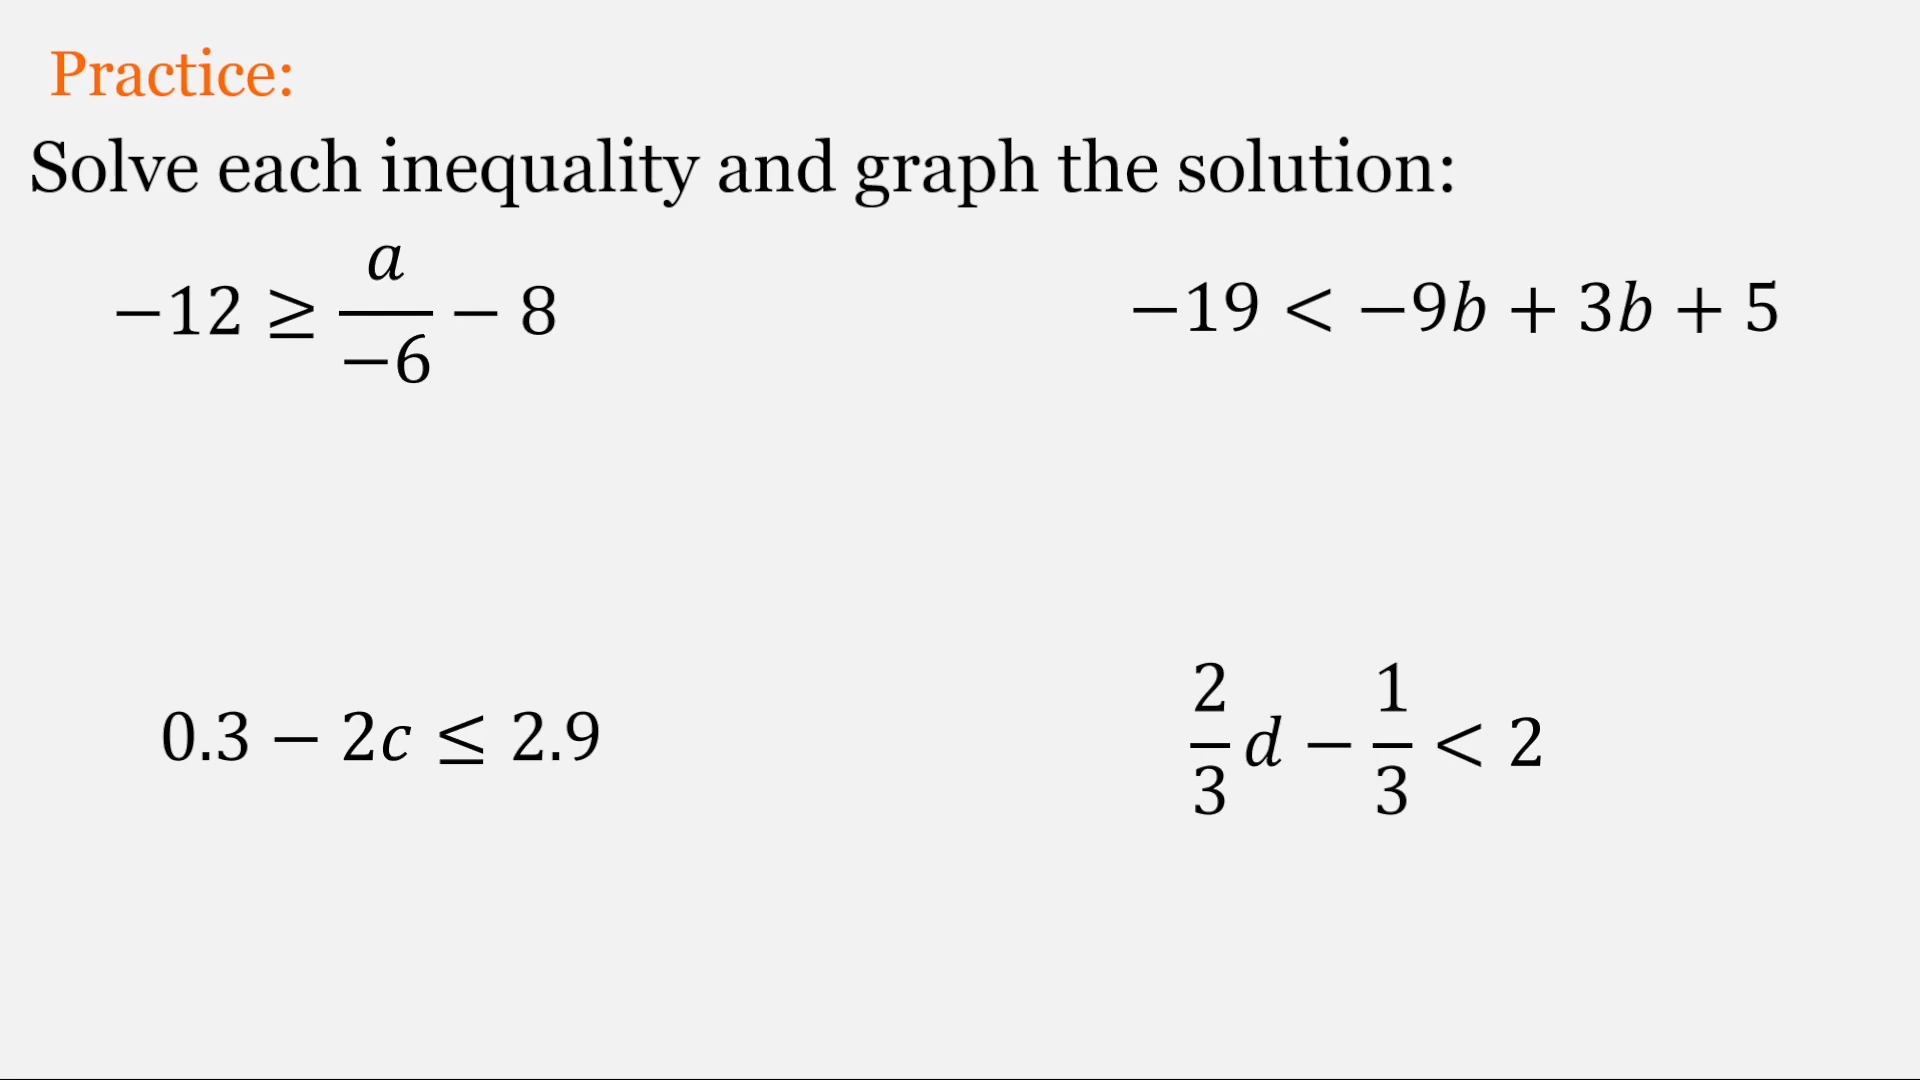 Practice:
Solve each inequality and graph the solution:
−12 ≥ a/−6 − 8
−19 < −9b + 3b + 5
0.3 − 2c ≤ 2.9
2/3 d − 1/3 < 2